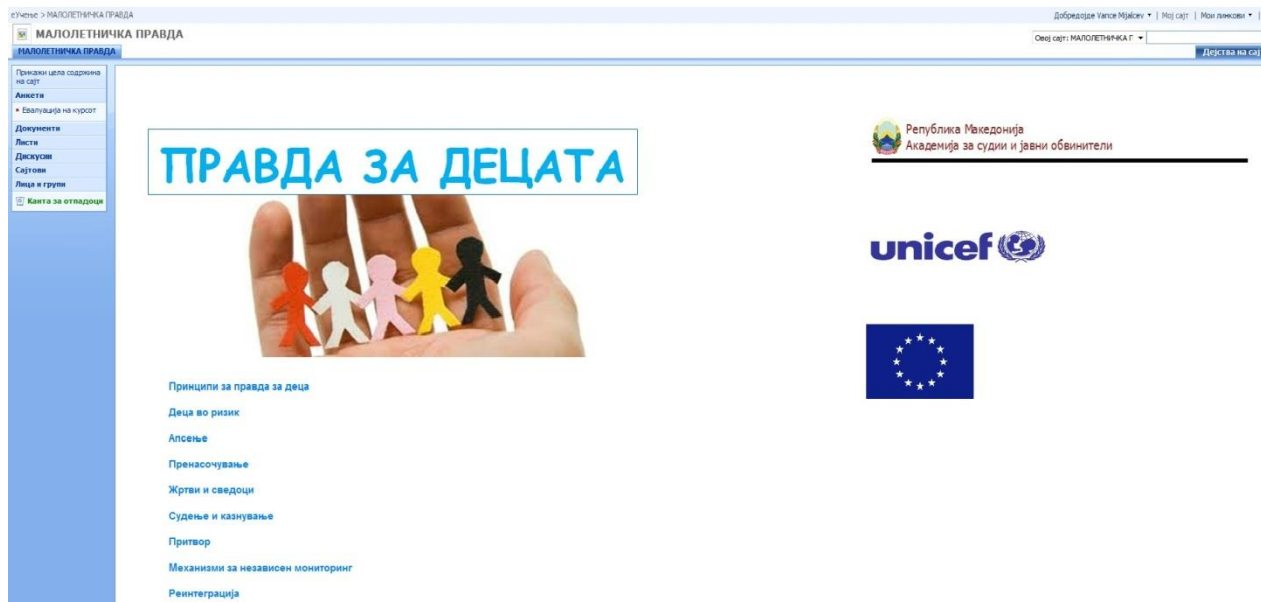 еУчење > МАЛОЛЕТНИЧКА ПРАВДА
Добредојде Vance Mjalcev | Мој сајт | Мои линкови |
МАЛОЛЕТНИЧКА ПРАВДА
Овој сајт: МАЛОЛЕТНИЧКА Г
МАЛОЛЕТНИЧКА ПРАВДА
Дејства на сај
Прикажи цела содржина
на сајт
Анкети
Евалуација на курсот
Документи
Листи
Дискусии
Сајтови
Лица и групи
Канта за отпадоци
ПРАВДА ЗА ДЕЦАТА
Република Македонија
Академија за судии и јавни обвинители
unicef
Принципи за правда за деца
Деца во ризик
Апсење
Пренасочување
Жртви и сведоци
Судење и казнување
Притвор
Механизми за независен мониторинг
Реинтеграција